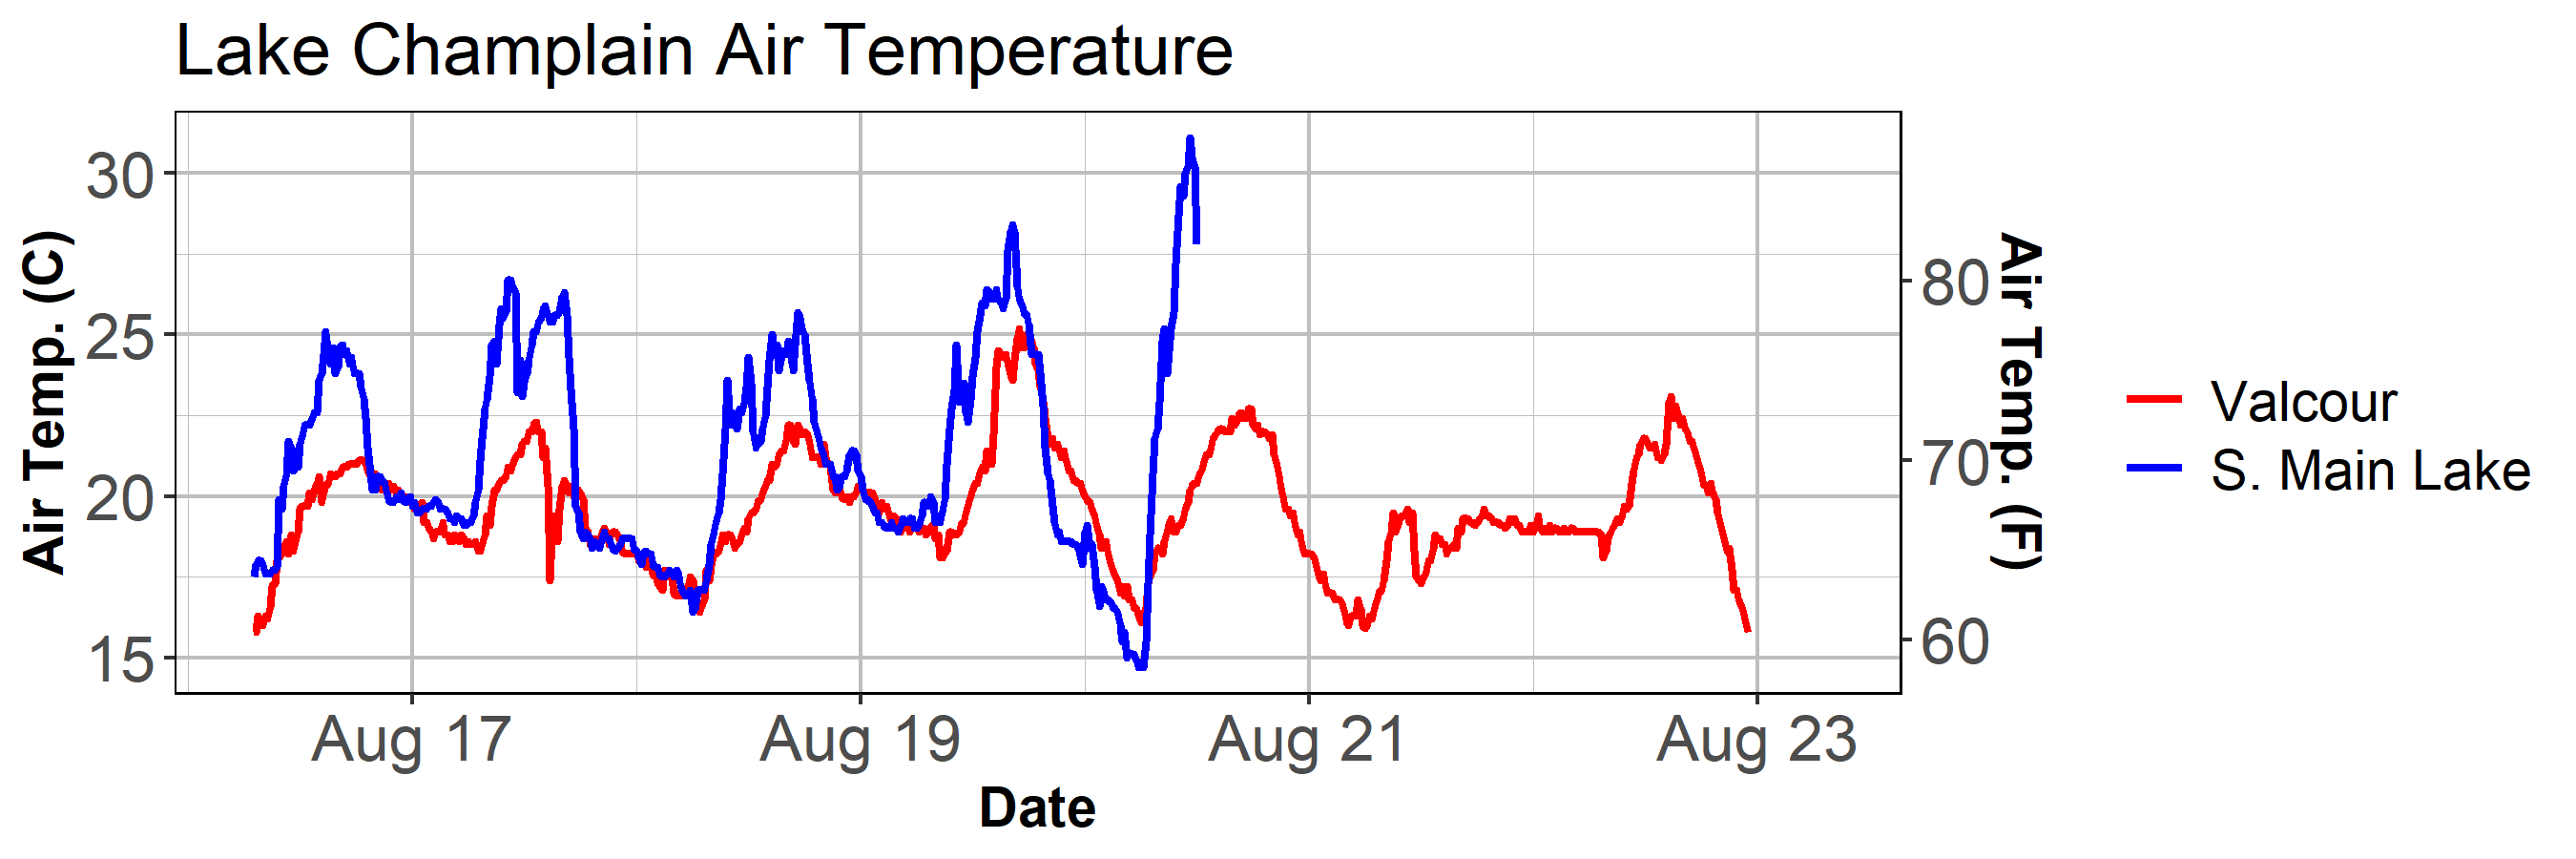 Lake Champlain Air Temperature
Air Temp. (C)
30
25
20
15
Air Temp. (F)
80
70
60
Aug 17
Aug 19
Aug 21
Aug 23
Date
Valcour
S. Main Lake